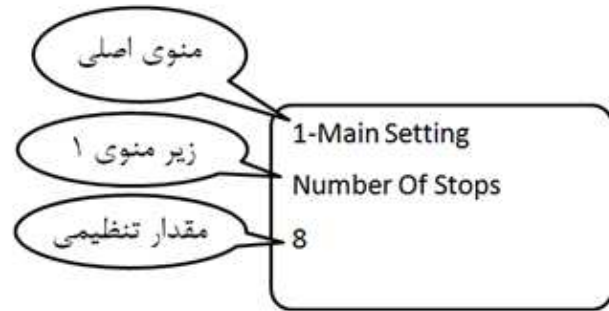 منوی اصلی
1-Main Setting
زیر منوی ۱
Number Of Stops
مقدار تنظیمی
8